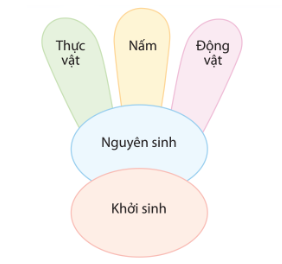 Thực
vật
Nấm
Động
vật
Nguyên sinh
Khởi sinh